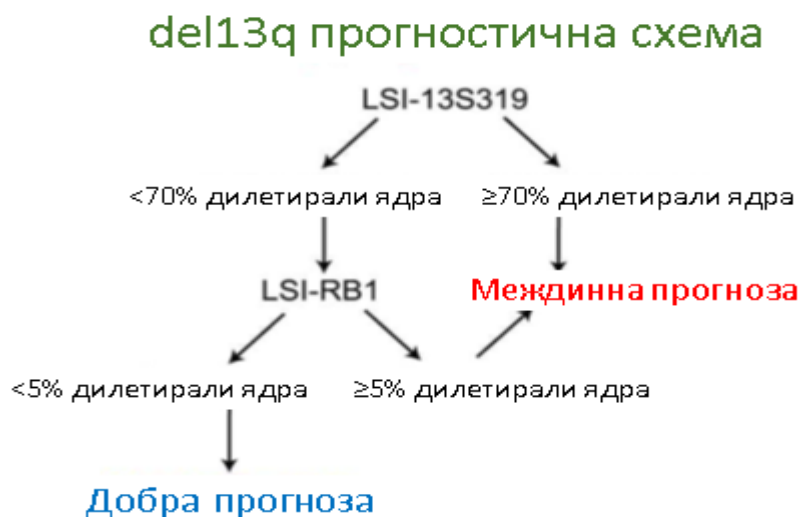 del13q прогностична схема
LSI-13S319
<70% дилетирали ядра
≥70% дилетирали ядра
LSI-RB1
Междинна прогноза
<5% дилетирали ядра
≥5% дилетирали ядра
Добра прогноза